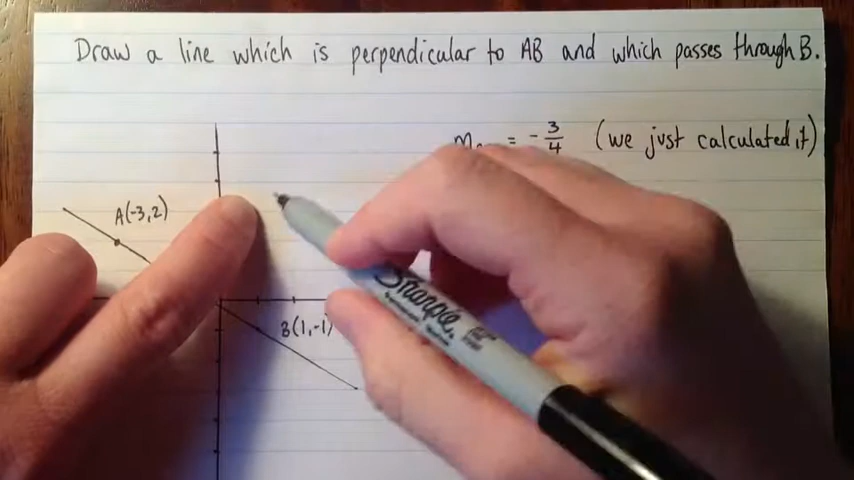 Draw a line which is perpendicular to AB and which passes through B.
= -3/4 (we just calculated it)
A(-3,2)
B(1,-1)
Sharpie